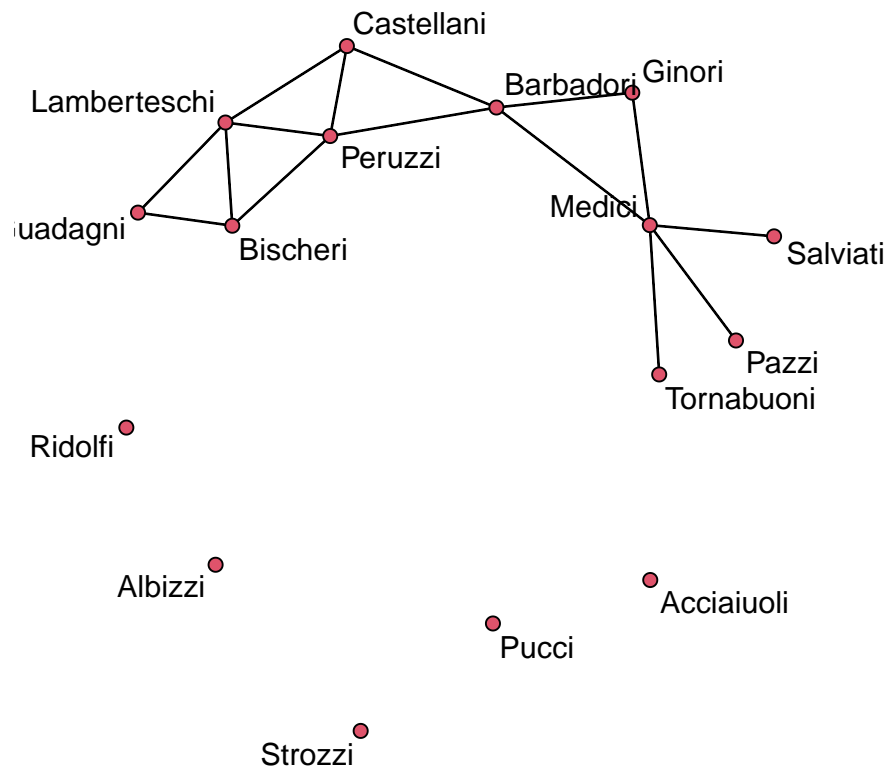 Castellani
Ginori
Barbadori
Lamberteschi
Peruzzi
Medici
uadagni
Bischeri
Salviati
Pazzi
Tornabuoni
Ridolfi
Albizzi
Acciaiuoli
Pucci
Strozzi